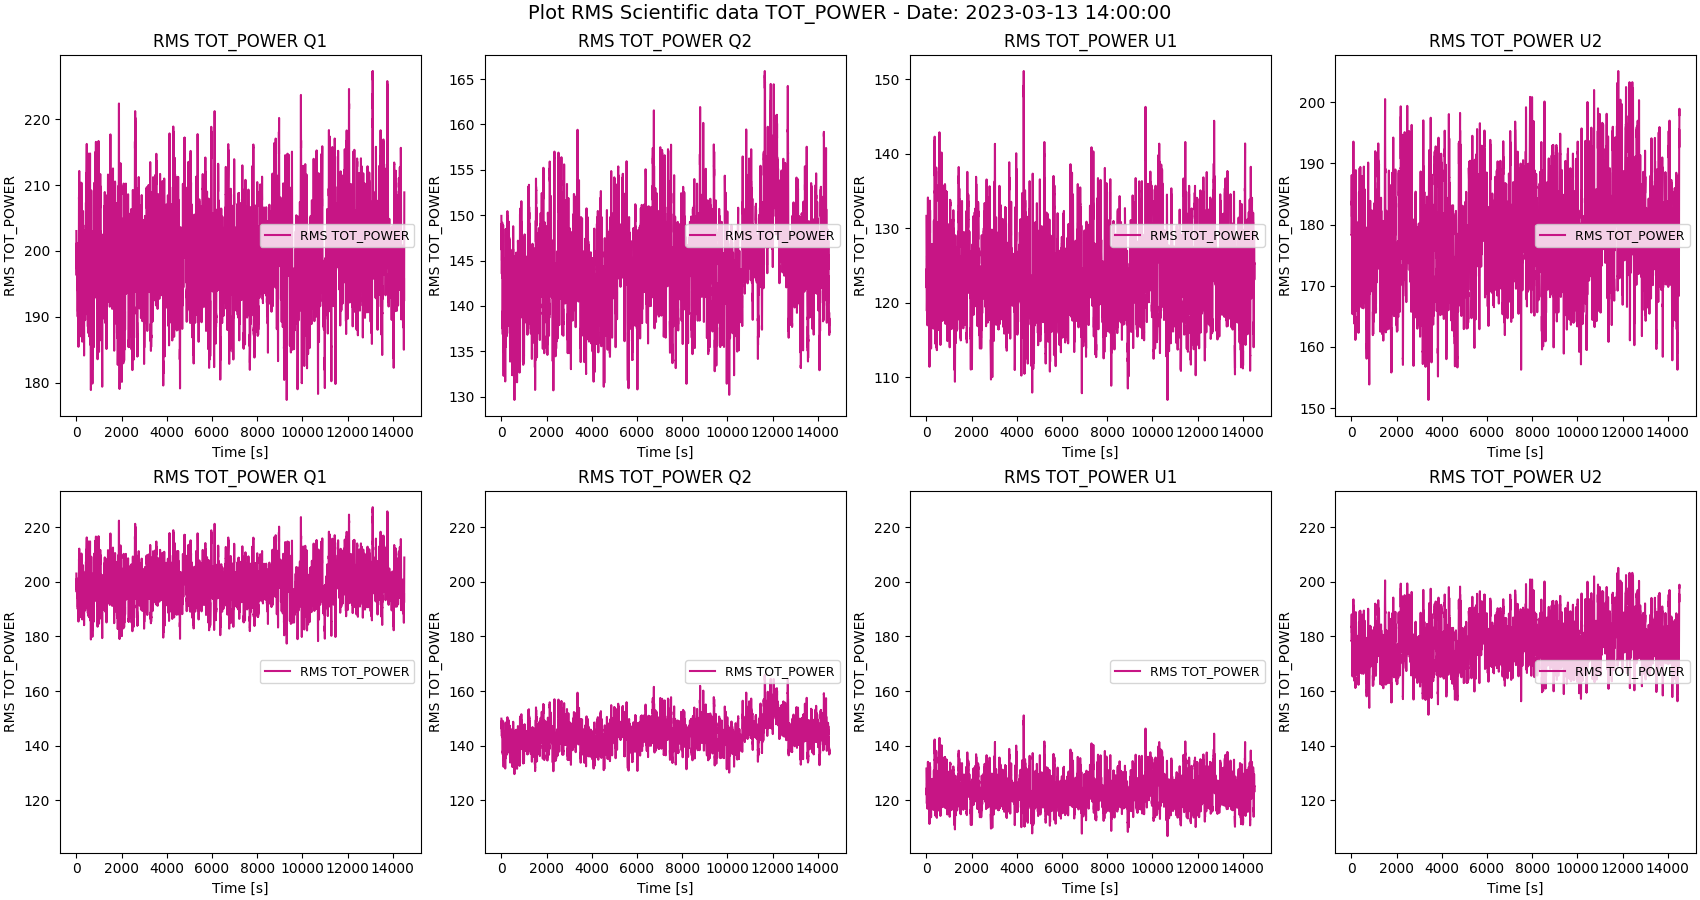 Plot RMS Scientific data TOT_POWER - Date: 2023-03-13 14:00:00
RMS TOT_POWER Q1
RMS TOT_POWER
220
210
200
190
180
RMS TOT_POWER
0 2000 4000 6000 8000 10000 12000 14000
Time [s]
RMS TOT_POWER Q2
RMS TOT_POWER
165
160
155
150
145
140
135
130
RMS TOT_POWER
0 2000 4000 6000 8000 10000 12000 14000
Time [s]
RMS TOT_POWER U1
RMS TOT_POWER
150
140
130
120
110
RMS TOT_POWER
0 2000 4000 6000 8000 10000 12000 14000
Time [s]
RMS TOT_POWER U2
RMS TOT_POWER
200
190
180
170
160
150
RMS TOT_POWER
0 2000 4000 6000 8000 10000 12000 14000
Time [s]
RMS TOT_POWER Q1
RMS TOT_POWER
220
200
180
160
140
120
RMS TOT_POWER
0 2000 4000 6000 8000 10000 12000 14000
Time [s]
RMS TOT_POWER Q2
RMS TOT_POWER
220
200
180
160
140
120
RMS TOT_POWER
0 2000 4000 6000 8000 10000 12000 14000
Time [s]
RMS TOT_POWER U1
RMS TOT_POWER
220
200
180
160
140
120
RMS TOT_POWER
0 2000 4000 6000 8000 10000 12000 14000
Time [s]
RMS TOT_POWER U2
RMS TOT_POWER
220
200
180
160
140
120
RMS TOT_POWER
0 2000 4000 6000 8000 10000 12000 14000
Time [s]